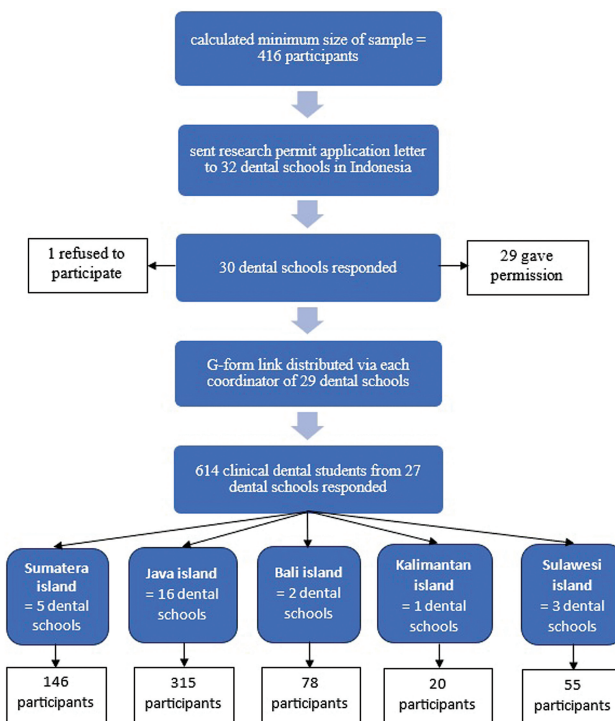 calculated minimum size of sample =
416 participants
sent research permit application letter
to 32 dental schools in Indonesia
1 refused to
participate
30 dental schools responded
29 gave
permission
G-form link distributed via each
coordinator of 29 dental schools
614 clinical dental students from 27
dental schools responded
Sumatera
island
= 5 dental
schools
Java island
= 16 dental
schools
Bali island
= 2 dental
schools
Kalimantan
island
= 1 dental
schools
Sulawesi
island
= 3 dental
schools
146
participants
315
participants
78
participants
20
participants
55
participants